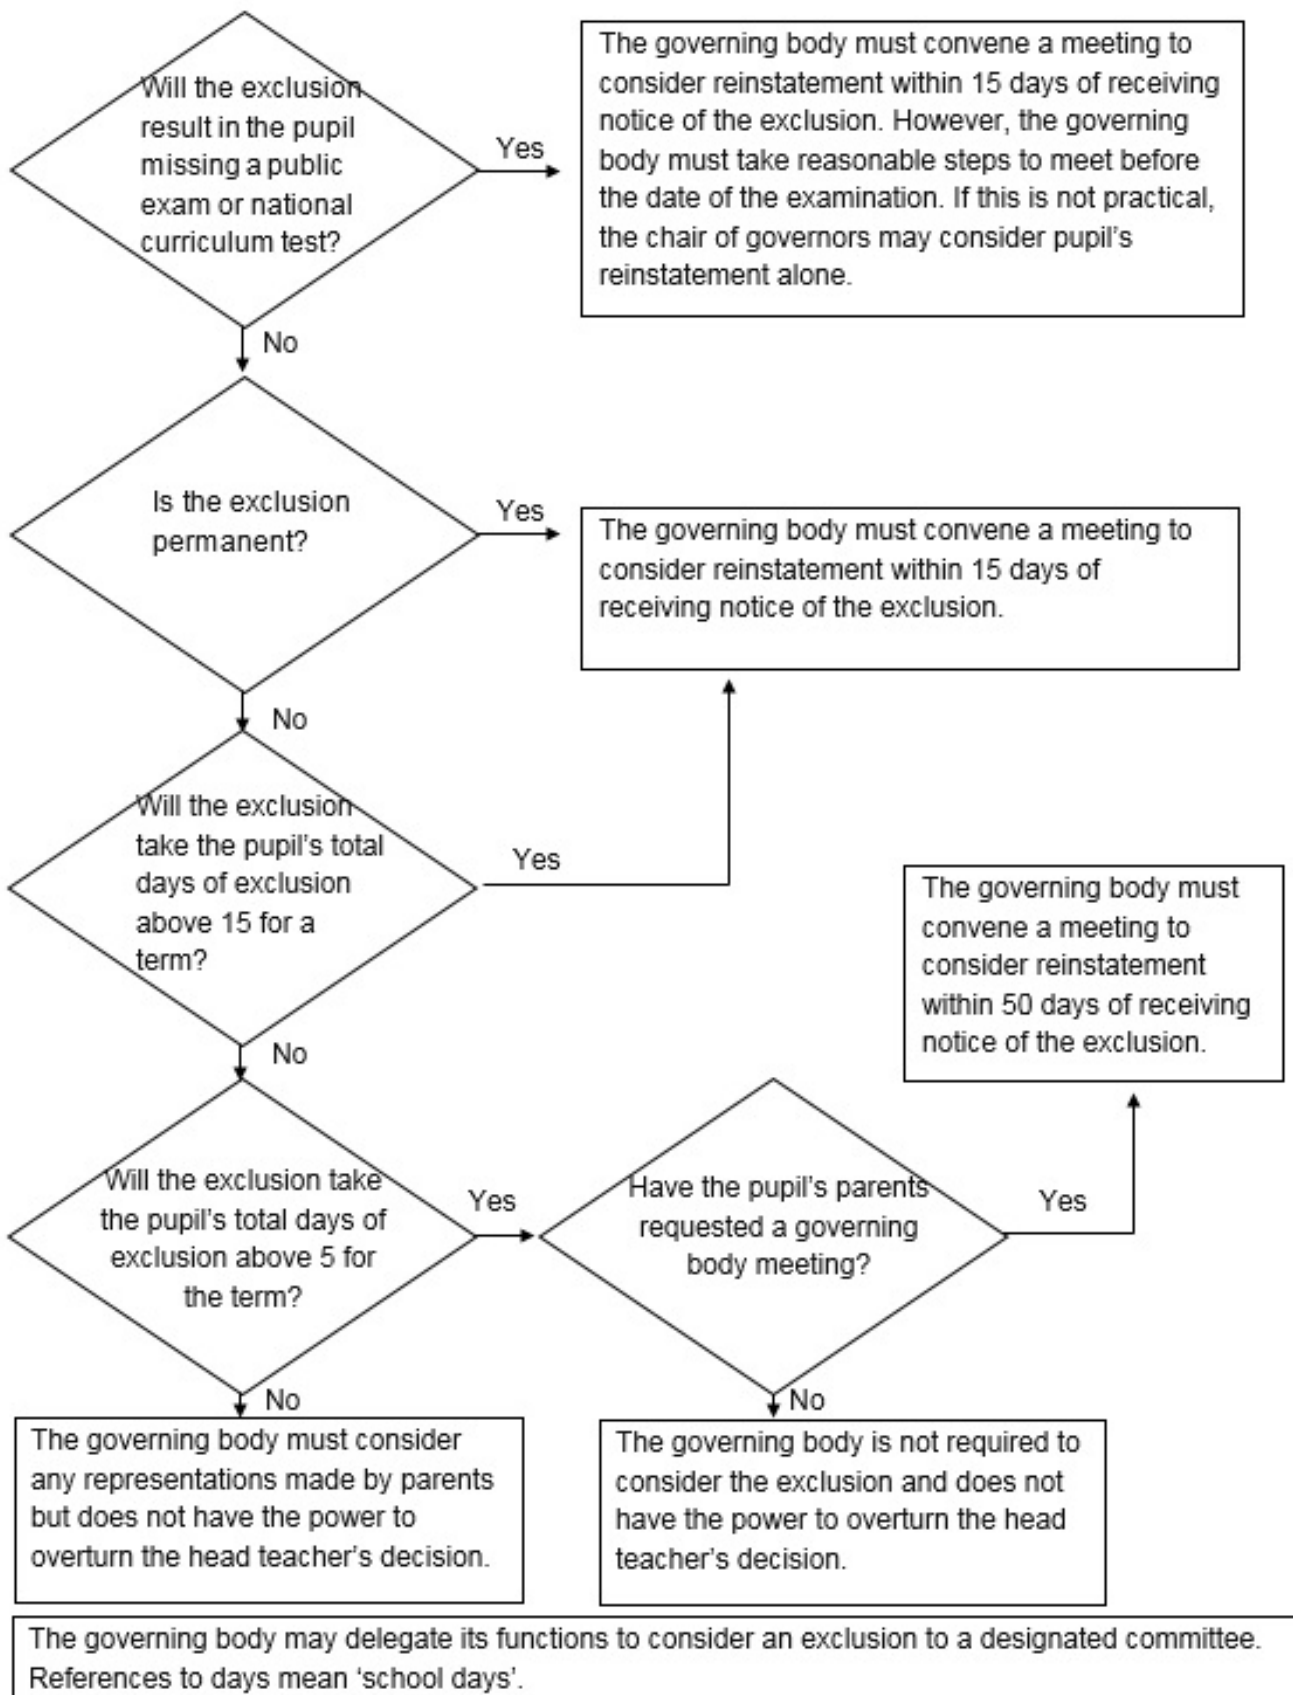 Will the exclusion
result in the pupil
missing a public
exam or national
curriculum test?
Yes
The governing body must convene a meeting to
consider reinstatement within 15 days of receiving
notice of the exclusion. However, the governing
body must take reasonable steps to meet before
the date of the examination. If this is not practical,
the chair of governors may consider pupil's
reinstatement alone.
No
Is the exclusion
permanent?
Yes
The governing body must convene a meeting to
consider reinstatement within 15 days of
receiving notice of the exclusion.
No
Will the exclusion
take the pupil's total
days of exclusion
above 15 for a
term?
Yes
No
Will the exclusion take
the pupil's total days of
exclusion above 5 for
the term?
Yes
Have the pupil's parents
requested a governing
body meeting?
Yes
The governing body must
convene a meeting to
consider reinstatement
within 50 days of receiving
notice of the exclusion.
No
The governing body must consider
any representations made by parents
but does not have the power to
overturn the head teacher's decision.
No
The governing body is not required to
consider the exclusion and does not
have the power to overturn the head
teacher's decision.
The governing body may delegate its functions to consider an exclusion to a designated committee.
References to days mean 'school days'.